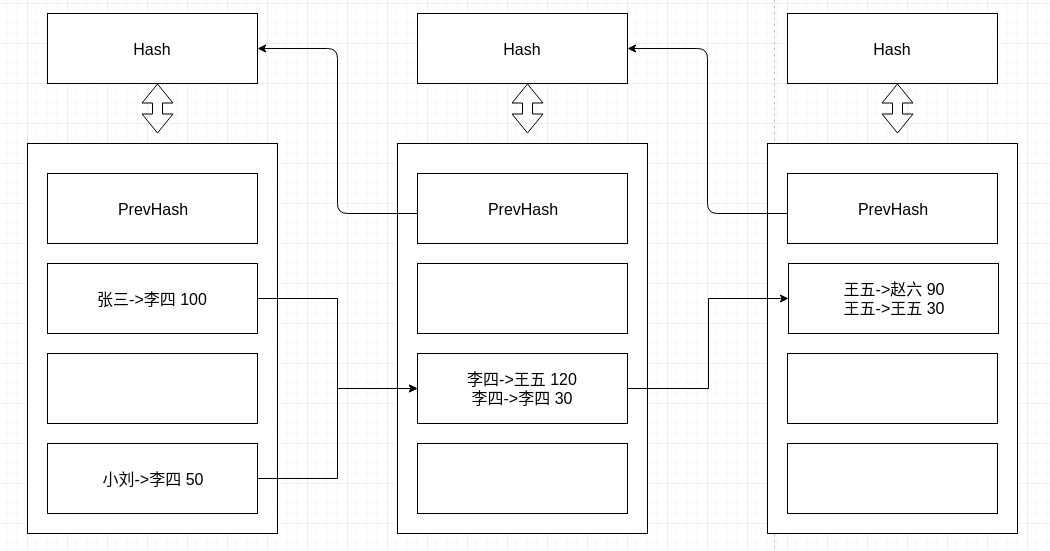 Hash
Hash
Hash
PrevHash
PrevHash
PrevHash
张三->李四 100
王五->赵六 90
王五->王五 30
李四->王五 120
李四->李四 30
小刘->李四 50